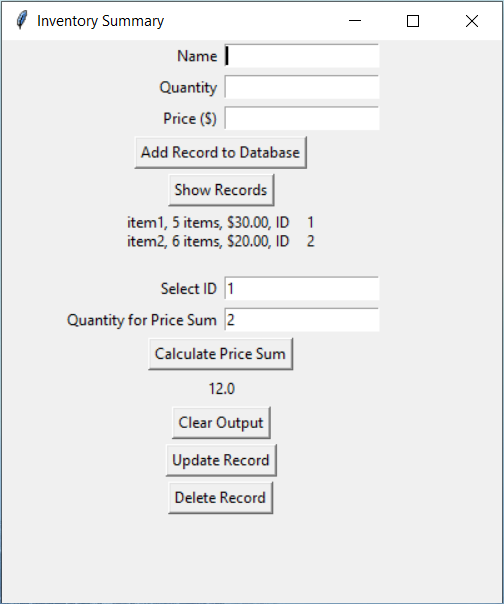 Inventory Summary
Name
Quantity
Price ($)
Add Record to Database
Show Records
item1, 5 items, $30.00, ID 1
item2, 6 items, $20.00, ID 2
Select ID 1
Quantity for Price Sum 2
Calculate Price Sum
12.0
Clear Output
Update Record
Delete Record